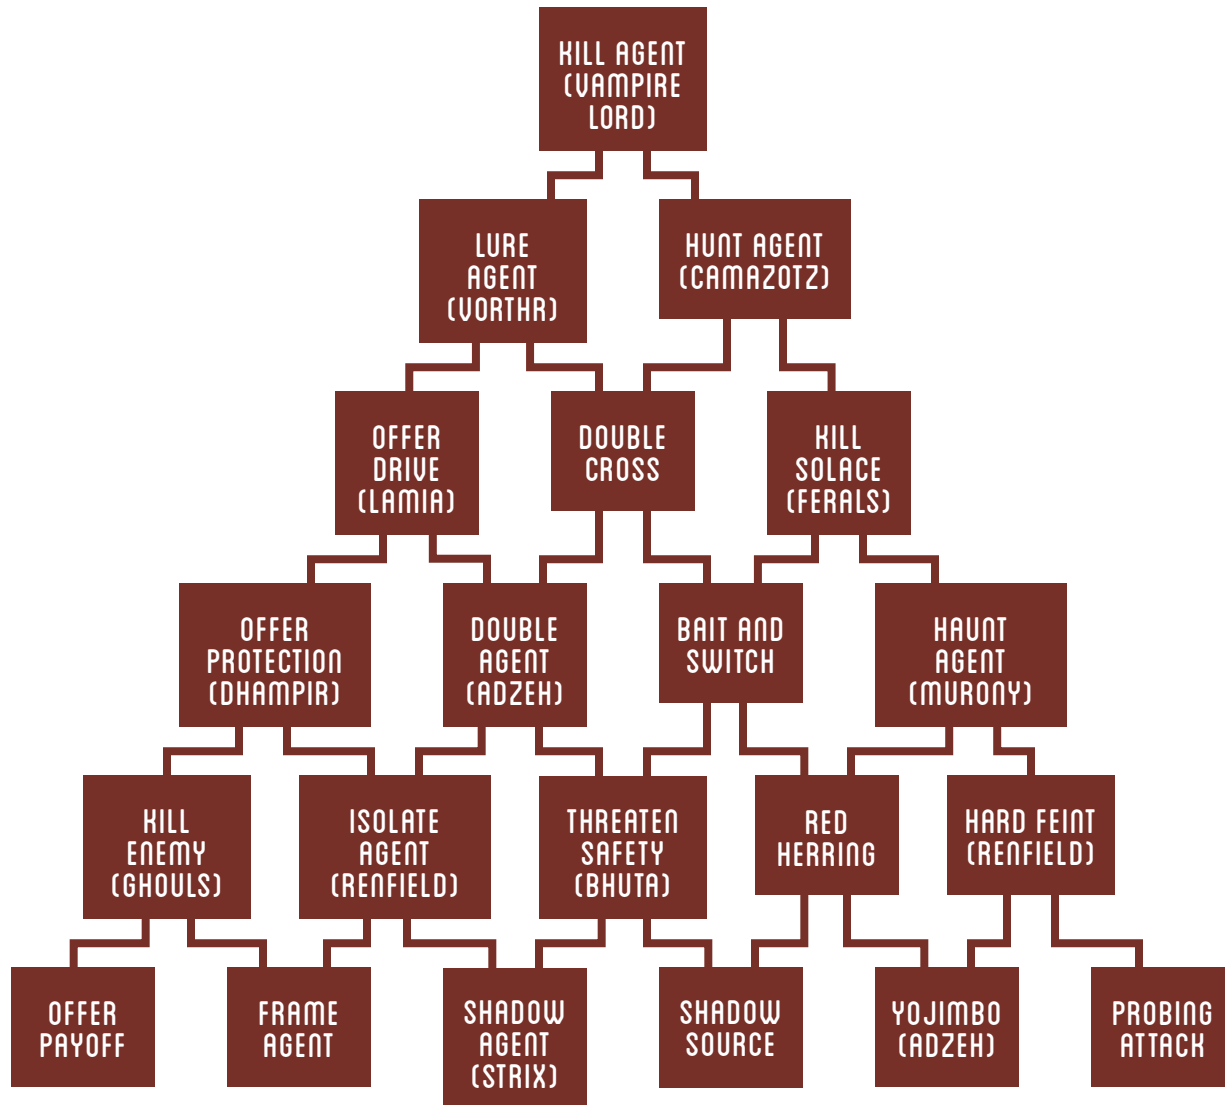 KILL AGENT
(VAMPIRE
LORD)
LURE
AGENT
(VORTHR)
HUNT AGENT
(CAMAZOTZ)
OFFER
DRIVE
(LAMIA)
DOUBLE
CROSS
KILL
SOLACE
(FERALS)
OFFER
PROTECTION
(DHAMPIR)
DOUBLE
AGENT
(ADZEH)
BAIT AND
SWITCH
HAUNT
AGENT
(MURONY)
KILL
ENEMY
(GHOULS)
ISOLATE
AGENT
(RENFIELD)
THREATEN
SAFETY
(BHUTA)
RED
HERRING
HARD FEINT
(RENFIELD)
OFFER
PAYOFF
FRAME
AGENT
SHADOW
AGENT
(STRIX)
SHADOW
SOURCE
YOJIMBO
(ADZEH)
PROBING
ATTACK